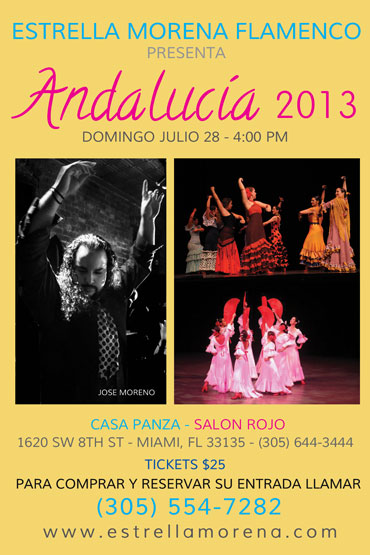 ESTRELLA MORENA FLAMENCO
PRESENTA
Andalucía 2013
DOMINGO JULIO 28 - 4:00 PM
JOSE MORENO
CASA PANZA - SALON ROJO
1620 SW 8TH ST - MIAMI, FL 33135 - (305) 644-3444
TICKETS $25
PARA COMPRAR Y RESERVAR SU ENTRADA LLAMAR
(305) 554-7282
www.estrellamorena.com